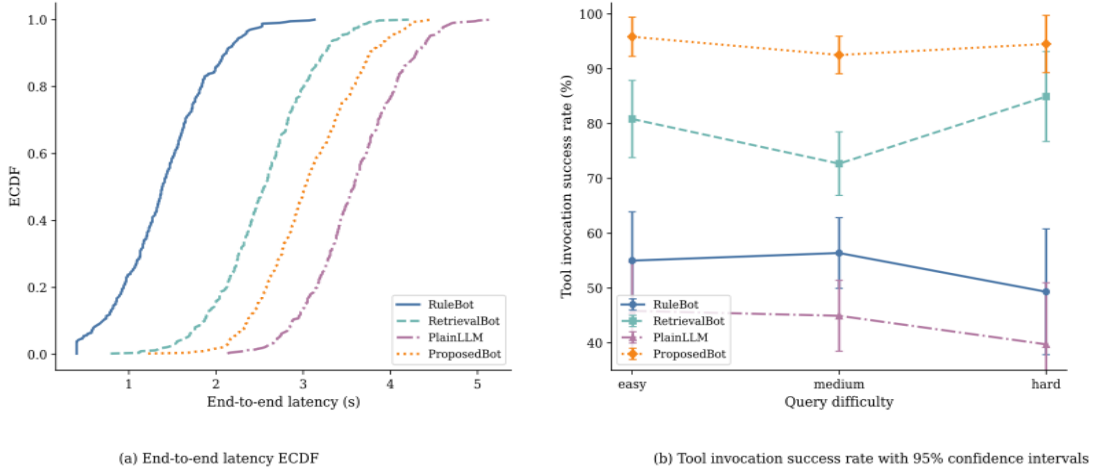 1.0
0.8
0.6
0.4
0.2
0.0
ECDF
1
2
3
4
5
End-to-end latency (s)
RuleBot
RetrievalBot
PlainLLM
ProposedBot
(a) End-to-end latency ECDF
100
90
80
70
60
50
40
Tool invocation success rate (%)
easy
medium
hard
Query difficulty
RuleBot
RetrievalBot
PlainLLM
ProposedBot
(b) Tool invocation success rate with 95% confidence intervals